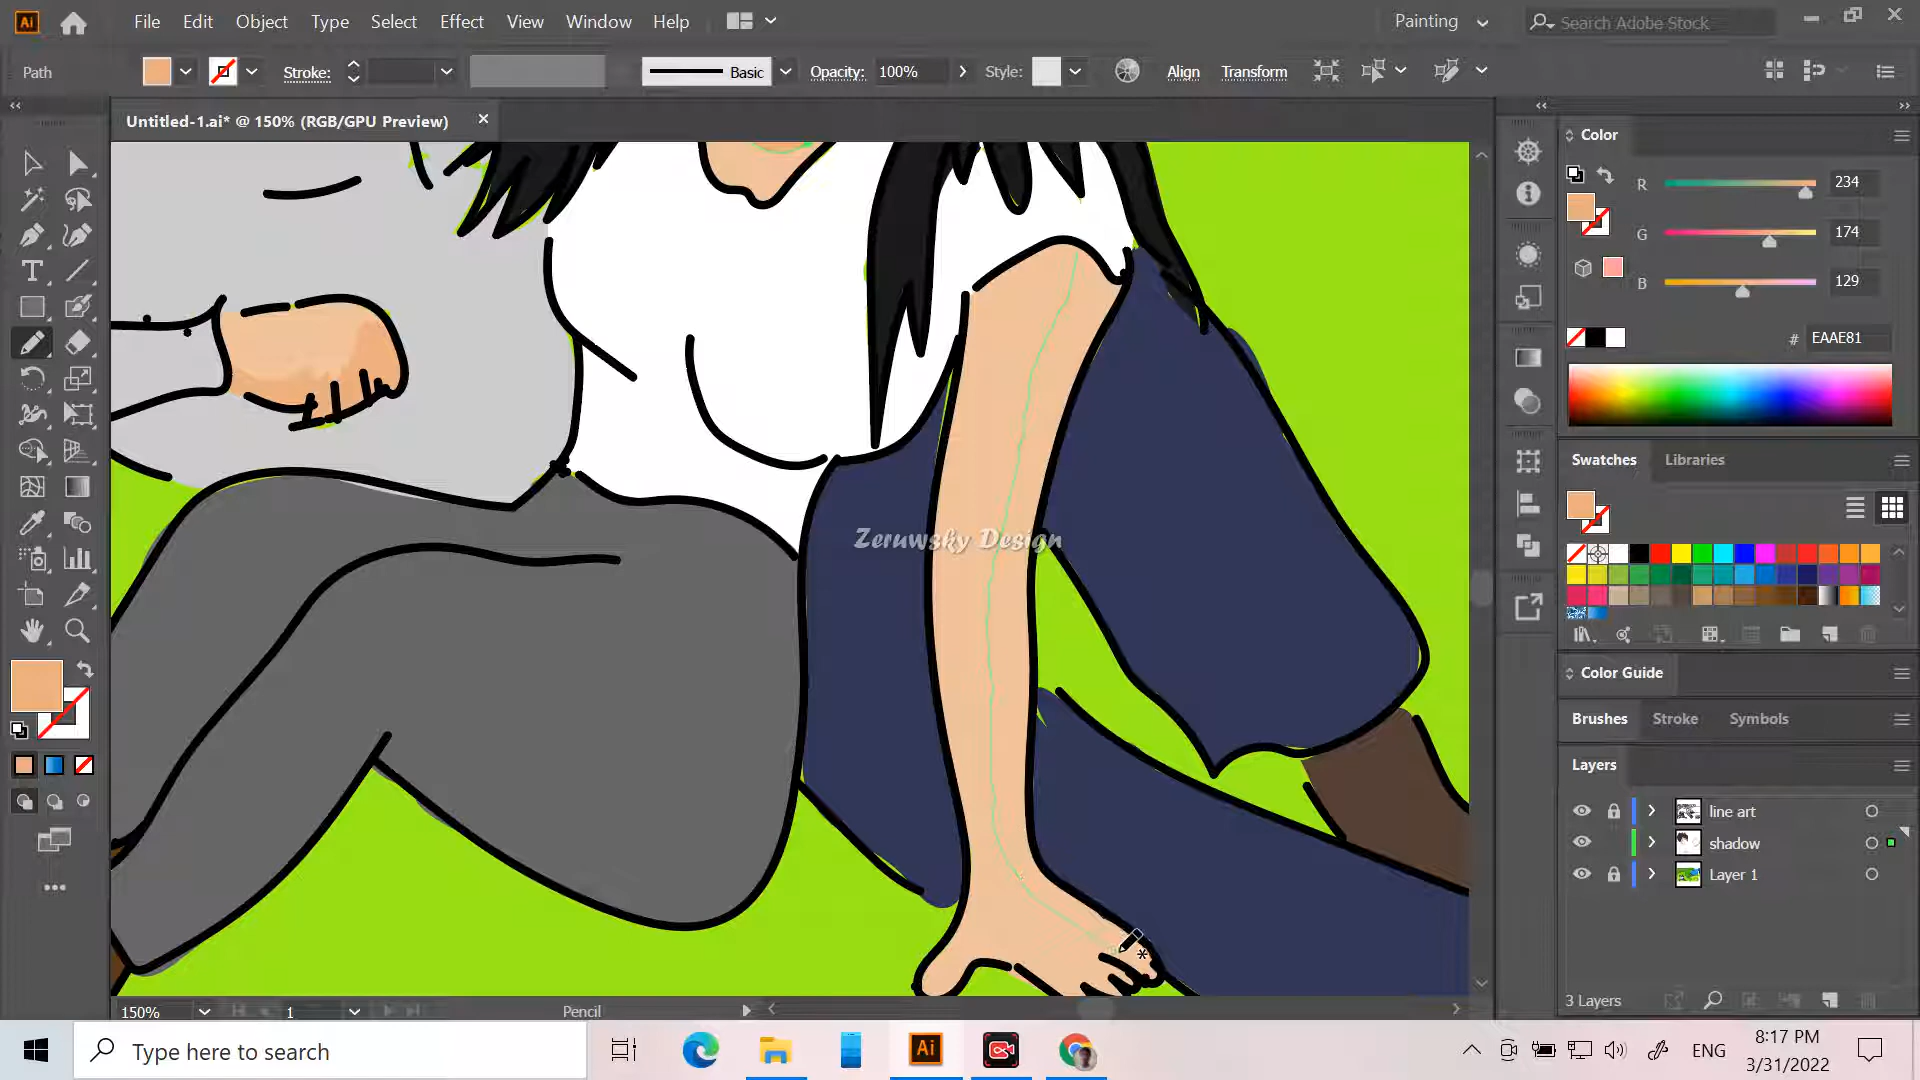 Ai File Edit Object Type Select Effect View Window Help Painting Search Adobe Stock
Path Stroke: Basic Opacity: 100% Style: Align Transform
Untitled-1.ai* @ 150% (RGB/GPU Preview)
Color
R 234
G 174
B 129
# EAAE81
Swatches Libraries
Zeruwsky Design
Color Guide
Brushes Stroke Symbols
Layers
line art
shadow
Layer 1
3 Layers
150% 1 Pencil
Type here to search
Ai
ENG
8:17 PM
3/31/2022